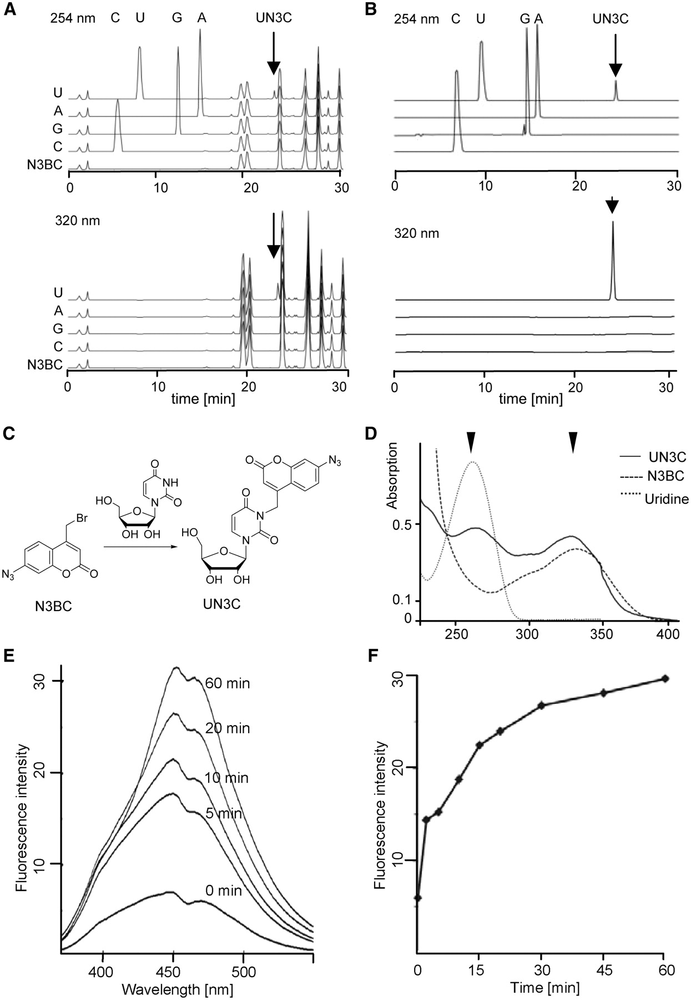 A
254 nm C U G A UN3C
U
A
G
C
N3BC
0 10 20 30
320 nm
U
A
G
C
N3BC
0 10 20 30
time [min]
B
254 nm C U G A UN3C
0 10 20 30
320 nm
0 10 20 30
time [min]
C
N3
Br
O
O
N3BC
O
NH
N
O
HO
O
OH OH
O
O
N3
O
N
N
O
HO
O
OH OH
UN3C
D
Absorption
0.5
0.1
0
250 300 350 400
UN3C
N3BC
Uridine
E
Fluorescence intensity
30
20
10
60 min
20 min
10 min
5 min
0 min
400 450 500
Wavelength [nm]
F
Fluorescence intensity
30
20
10
0 15 30 45 60
Time [min]